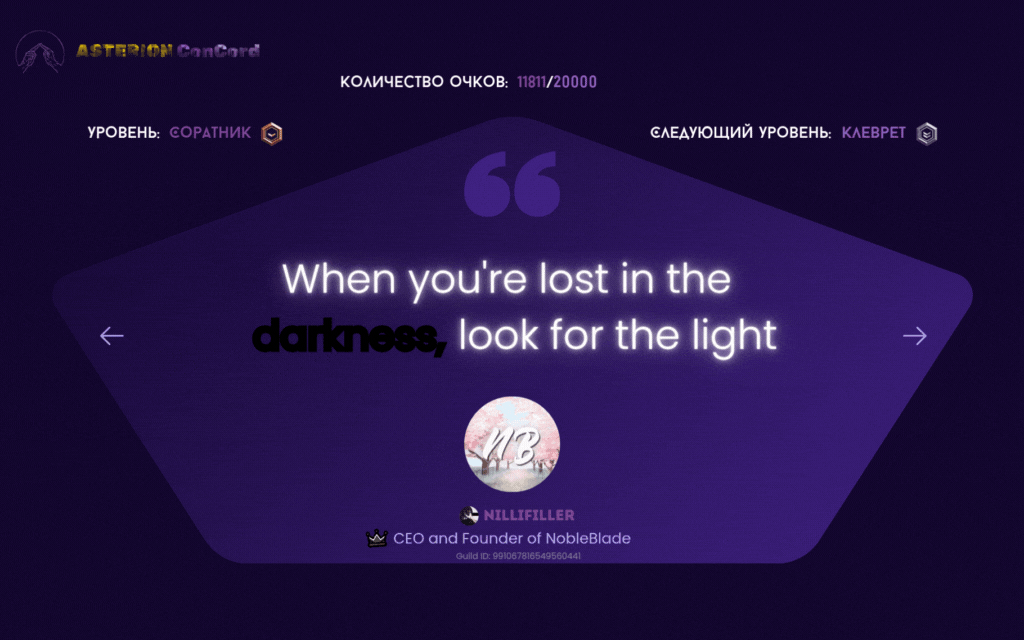 ASTERION ConCord
КОЛИЧЕСТВО ОЧКОВ: 11811/20000
УРОВЕНЬ: СОРАТНИК
СЛЕДУЮЩИЙ УРОВЕНЬ: КЛЕВРЕТ
“
When you're lost in the
darkness, look for the light
NB
NILLIFILLER
CEO and Founder of NobleBlade
Guild ID: 991067816549560441